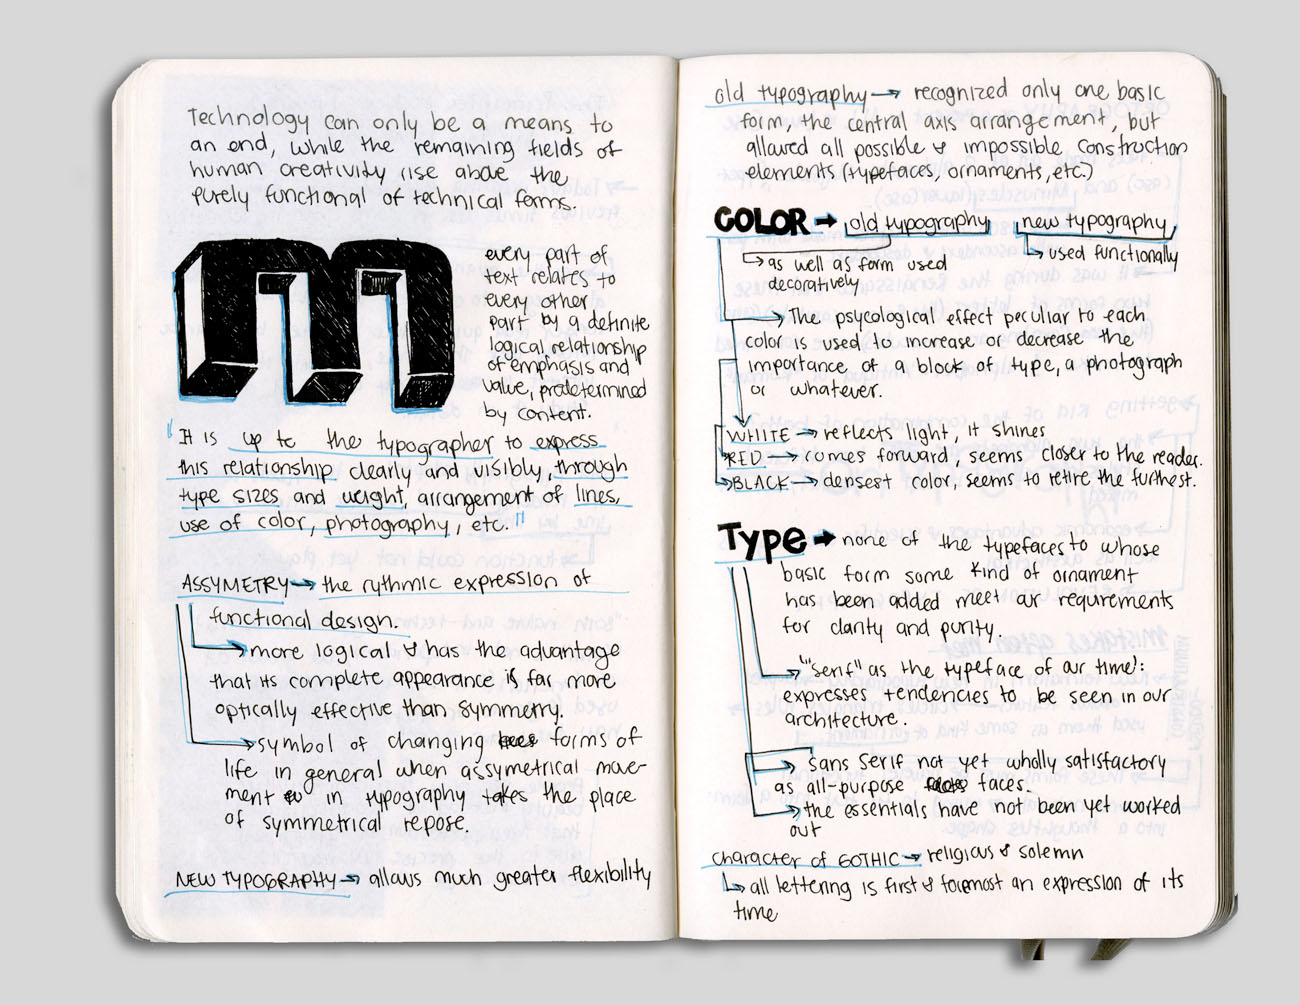 Technology can only be a means to
an end, while the remaining fields of
human creativity rise above the
purely functional of technical forms.
m
every part of
text relates to
every other
part by a definite
logical relationship
of emphasis and
value, predetermined
by content.
"It is up to the typographer to express
this relationship clearly and visibly, through
type sizes and weight, arrangement of lines,
use of color, photography, etc."
ASSYMETRY → the rythmic expression of
functional design.
→ more logical & has the advantage
that its complete appearance is far more
optically effective than symmetry.
→ symbol of changing forms of
life in general when assymetrical move-
ment in typography takes the place
of symmetrical repose.
NEW TYPOGRAPHY → allows much greater flexibility
old typography → recognized only one basic
form, the central axis arrangement, but
allowed all possible & impossible construction
elements (typefaces, ornaments, etc.)
COLOR → old typography new typography
→ as well as form used
decoratively
→ used functionally
→ The psycological effect peculiar to each
color is used to increase or decrease the
importance of a block of type, a photograph
or whatever.
WHITE → reflects light, it shines
RED → comes forward, seems closer to the reader.
BLACK → densest color, seems to retire the furthest.
Type → none of the typefaces to whose
basic form some kind of ornament
has been added meet our requirements
for clarity and purity.
→ "Serif" as the typeface of our time:
expresses tendencies to be seen in our
architecture.
→ Sans Serif not yet wholly satisfactory
as all-purpose faces.
→ the essentials have not been yet worked
out
character of GOTHIC → religious & solemn
→ all lettering is first & foremost an expression of its
time